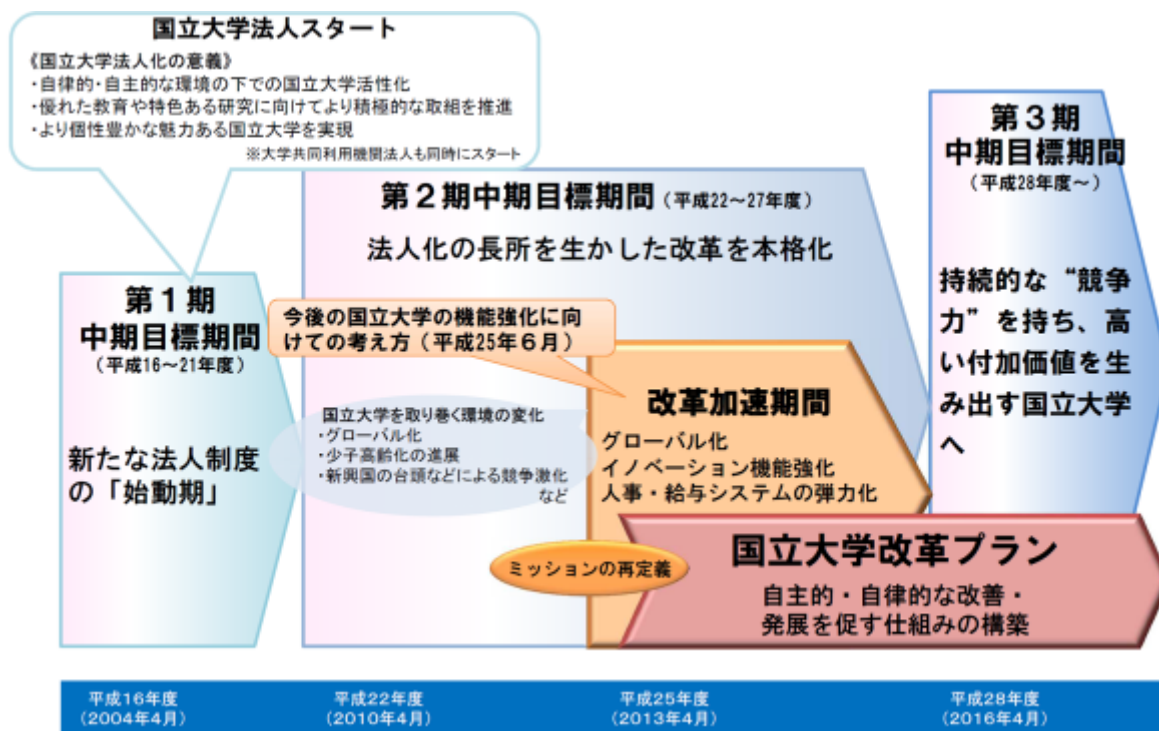 国立大学法人スタート
《国立大学法人化の意義》
・自律的・自主的な環境の下での国立大学活性化
・優れた教育や特色ある研究に向けてより積極的な取組を推進
・より個性豊かな魅力ある国立大学を実現
※大学共同利用機関法人も同時にスタート
第1期
中期目標期間
(平成16～21年度)
新たな法人制度
の「始動期」
第2期中期目標期間(平成22～27年度)
法人化の長所を生かした改革を本格化
今後の国立大学の機能強化に向
けての考え方(平成25年6月)
国立大学を取り巻く環境の変化
・グローバル化
・少子高齢化の進展
・新興国の台頭などによる競争激化
など
改革加速期間
グローバル化
イノベーション機能強化
人事・給与システムの弾力化
ミッションの再定義
国立大学改革プラン
自主的・自律的な改善・
発展を促す仕組みの構築
第3期
中期目標期間
(平成28年度～)
持続的な“競争
力”を持ち、高
い付加価値を生
み出す国立大学
へ
平成16年度
(2004年4月)
平成22年度
(2010年4月)
平成25年度
(2013年4月)
平成28年度
(2016年4月)